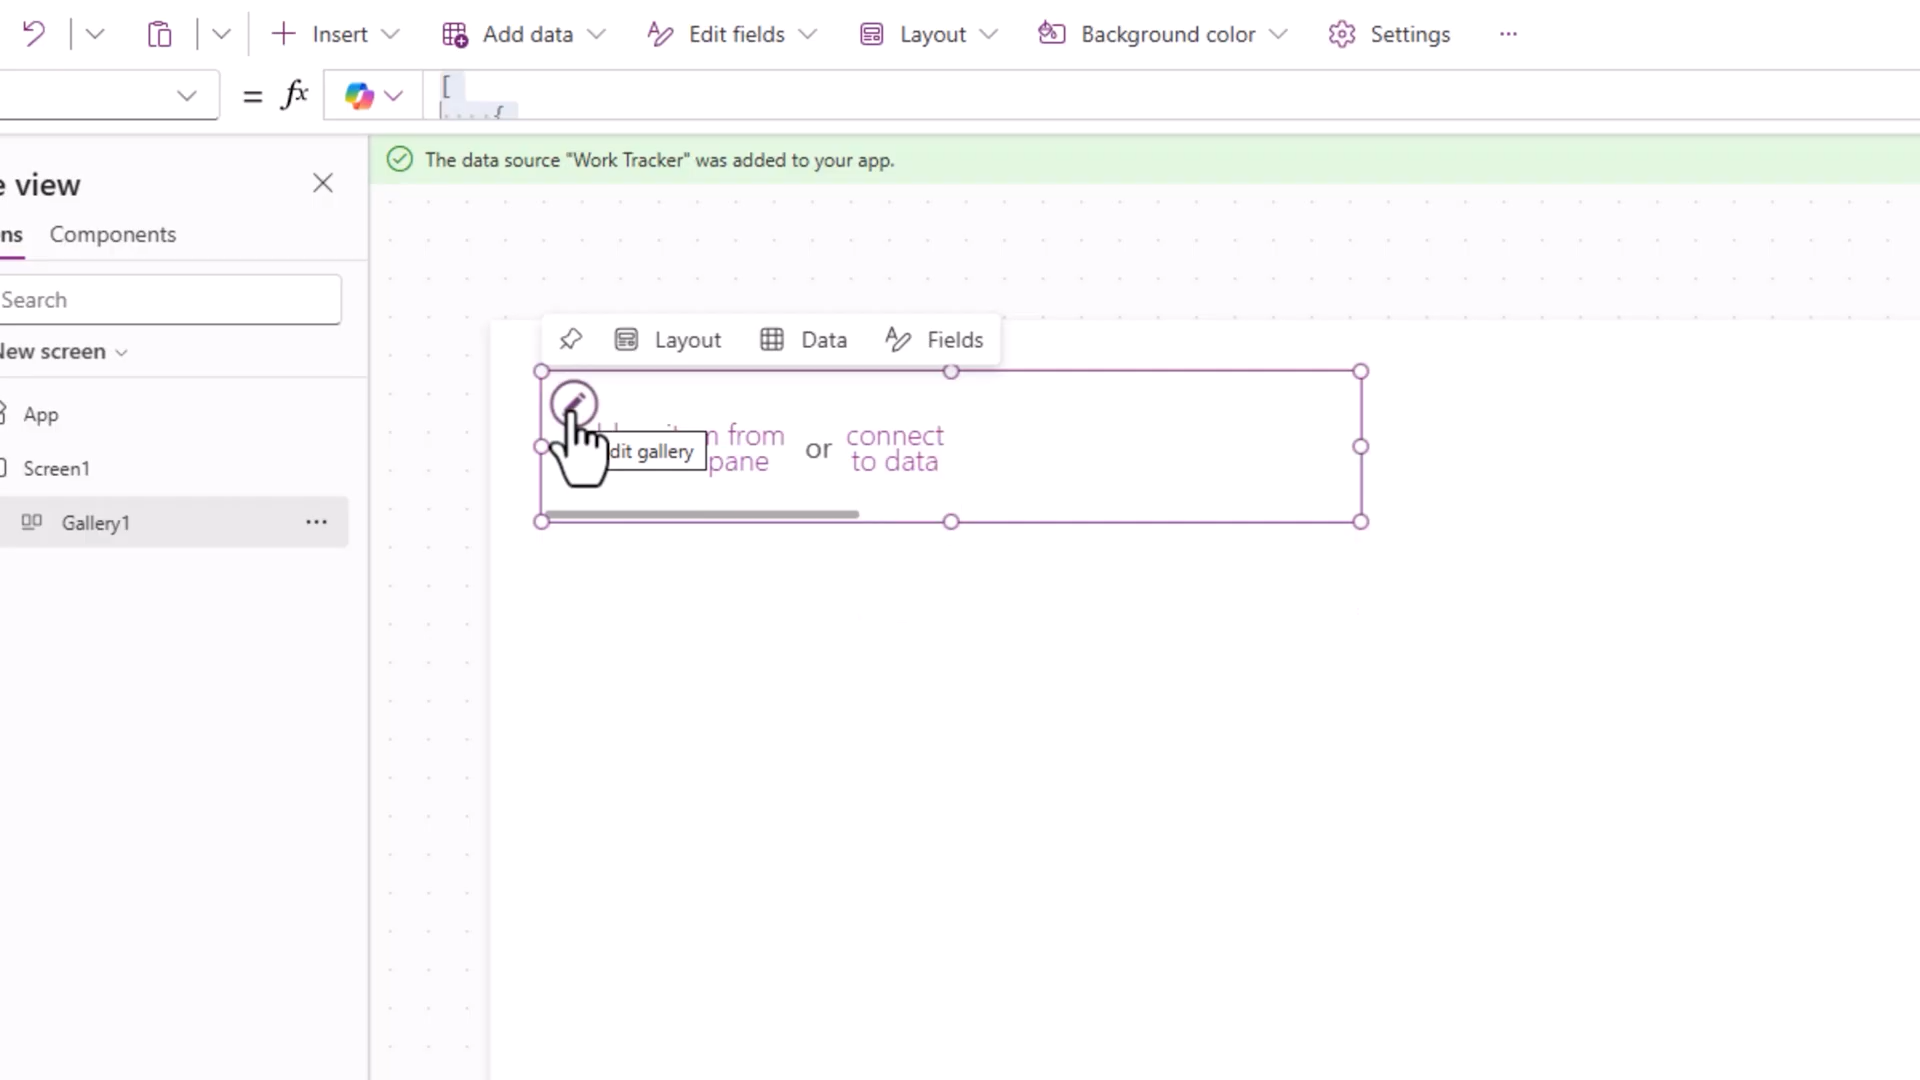 Insert
Add data
Edit fields
Layout
Background color
Settings
= fx
[
{
The data source "Work Tracker" was added to your app.
view
Components
Search
New screen
App
Screen1
Gallery1
Layout
Data
Fields
from
pane
or
connect
to data
dit gallery